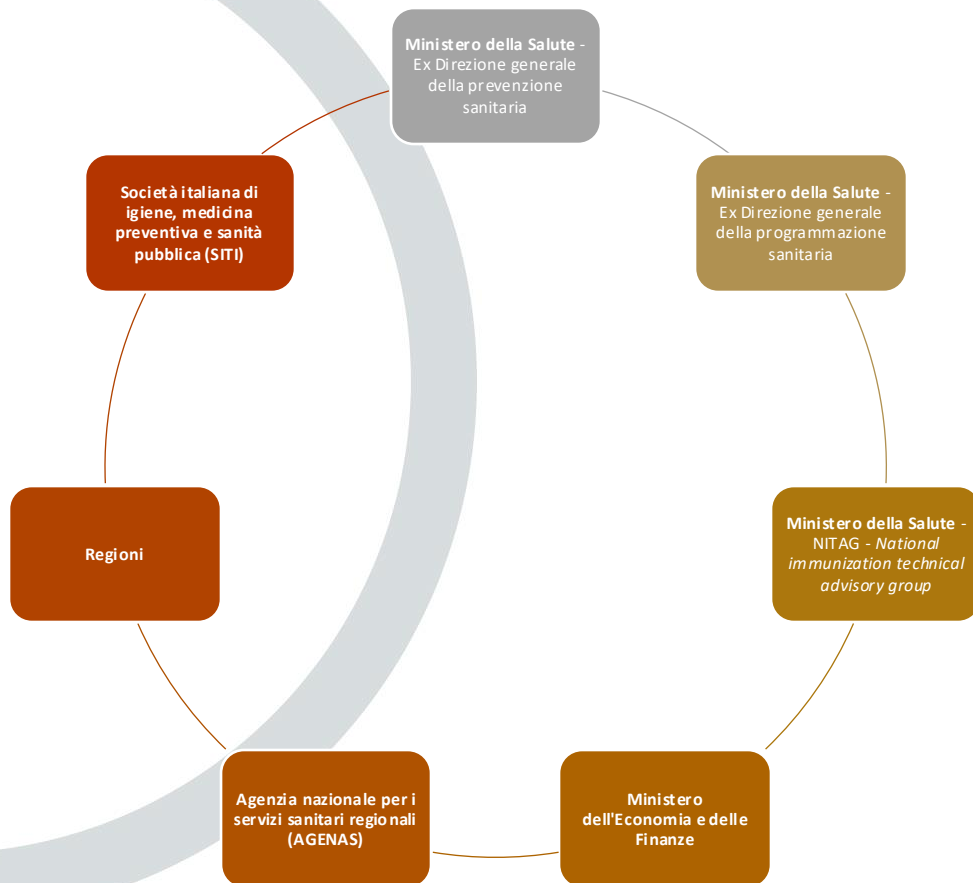 Ministero della Salute -
Ex Direzione generale
della prevenzione
sanitaria
Ministero della Salute -
Ex Direzione generale
della programmazione
sanitaria
Ministero della Salute -
NITAG - National
immunization technical
advisory group
Ministero
dell'Economia e delle
Finanze
Agenzia nazionale per i
servizi sanitari regionali
(AGENAS)
Regioni
Società italiana di
igiene, medicina
preventiva e sanità
pubblica (SITI)